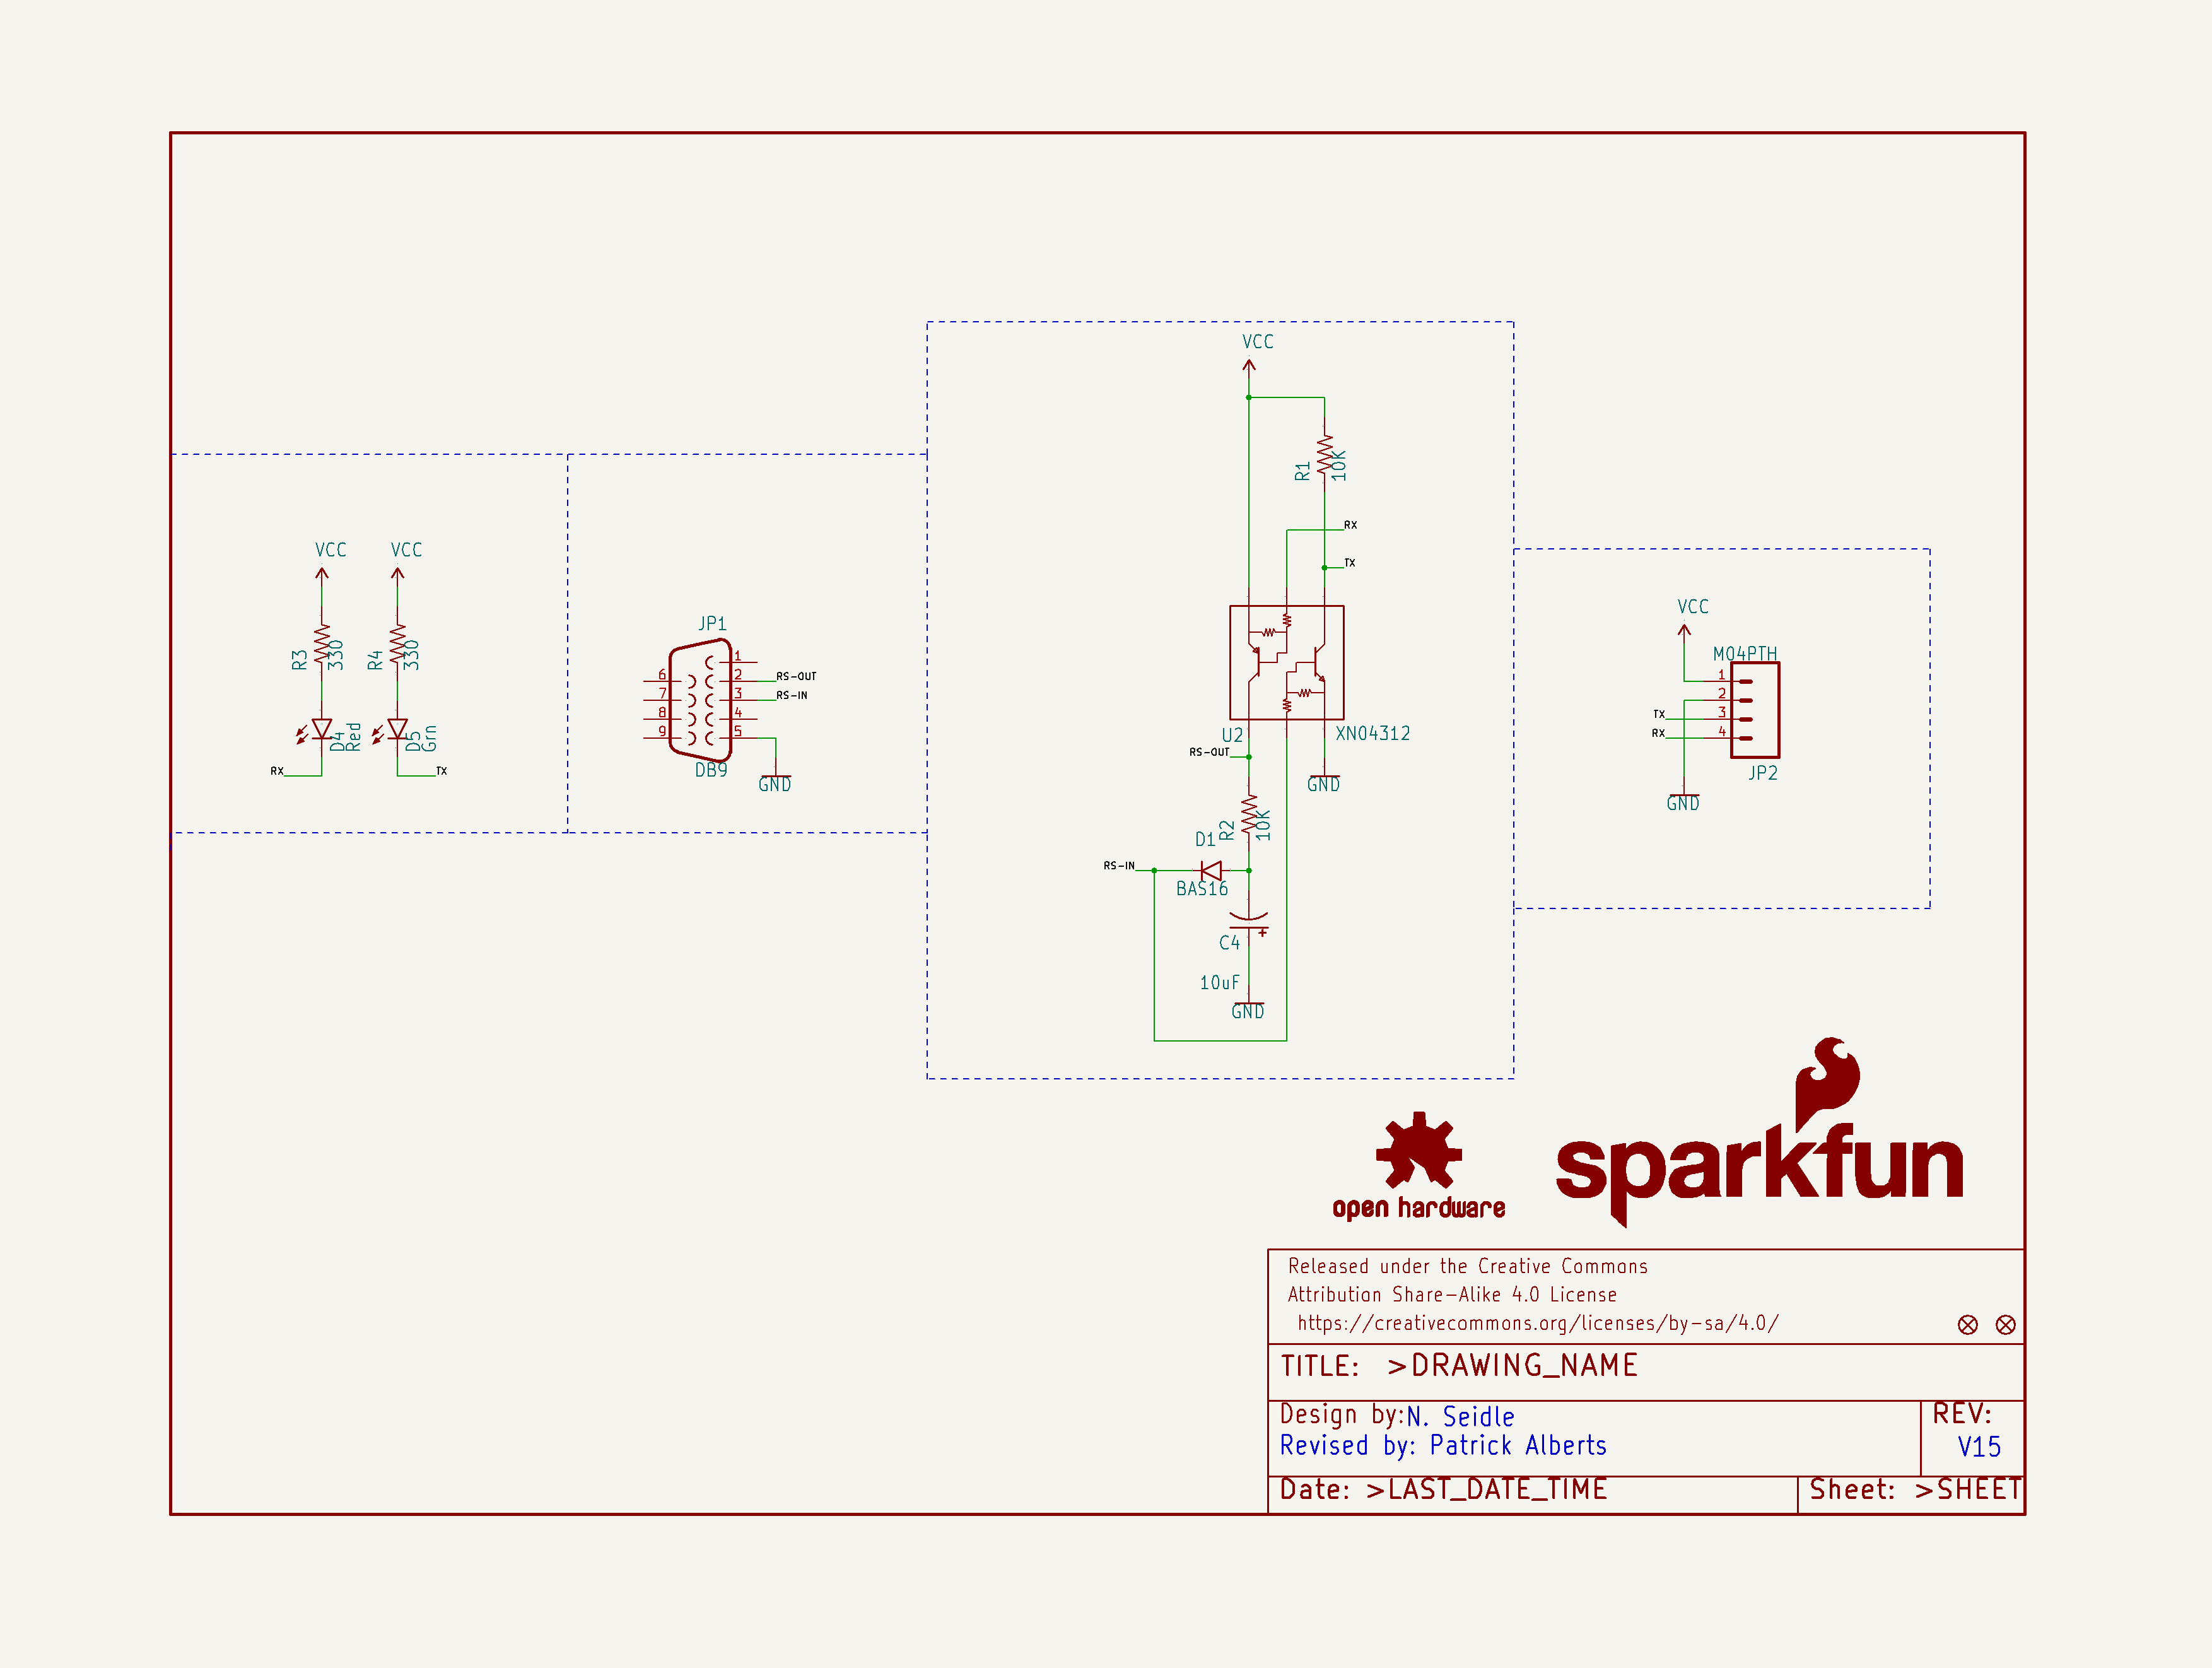 VCC
R1
10K
RX
TX
U2
XN04312
RS-OUT
GND
R2
10K
D1
RS-IN
BAS16
C4
10uF
GND
VCC
VCC
R3
330
R4
330
D4
Red
D5
Grn
RX
TX
JP1
1
6
2
RS-OUT
7
3
RS-IN
8
4
9
5
DB9
GND
VCC
M04PTH
1
2
TX
3
RX
4
JP2
GND
open hardware
sparkfun
Released under the Creative Commons
Attribution Share-Alike 4.0 License
https://creativecommons.org/licenses/by-sa/4.0/
TITLE: >DRAWING_NAME
Design by:N. Seidle
Revised by: Patrick Alberts
REV:
V15
Date: >LAST_DATE_TIME
Sheet: >SHEET